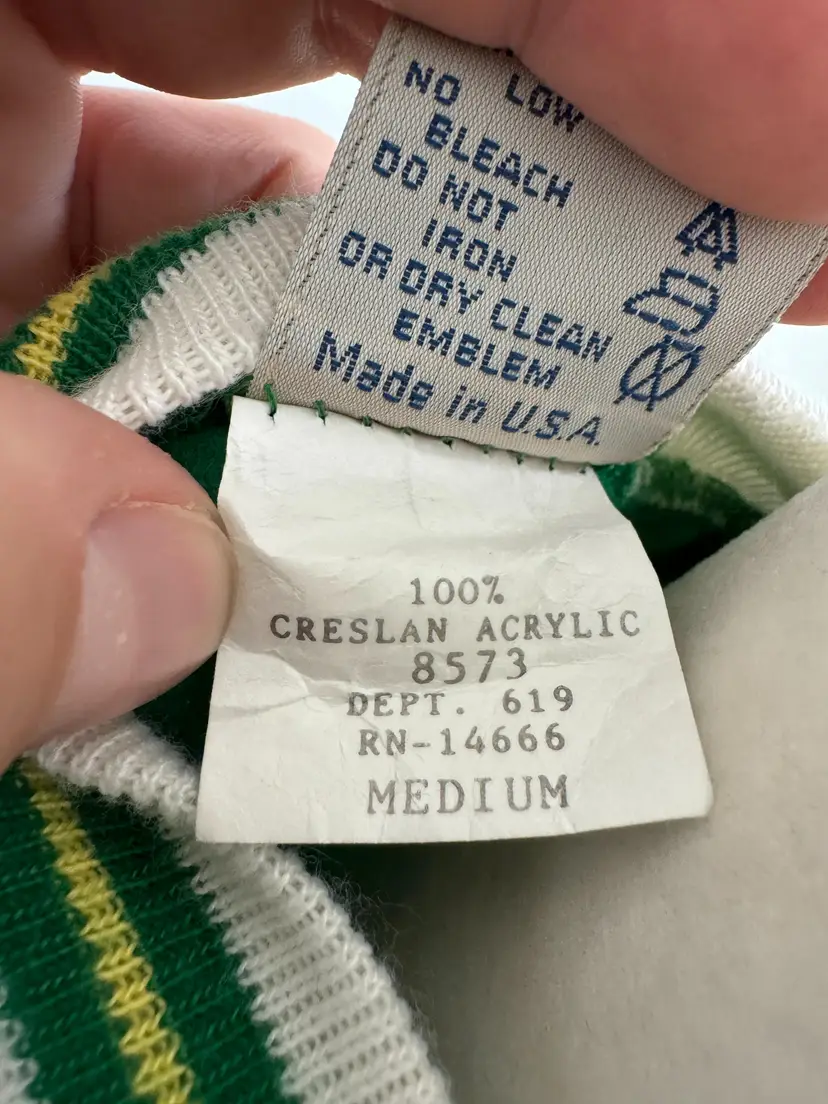 NO LOW
BLEACH
DO NOT
IRON
OR DRY CLEAN
EMBLEM
Made in U.S.A.
100%
CRESLAN ACRYLIC
8573
DEPT. 619
RN-14666
MEDIUM